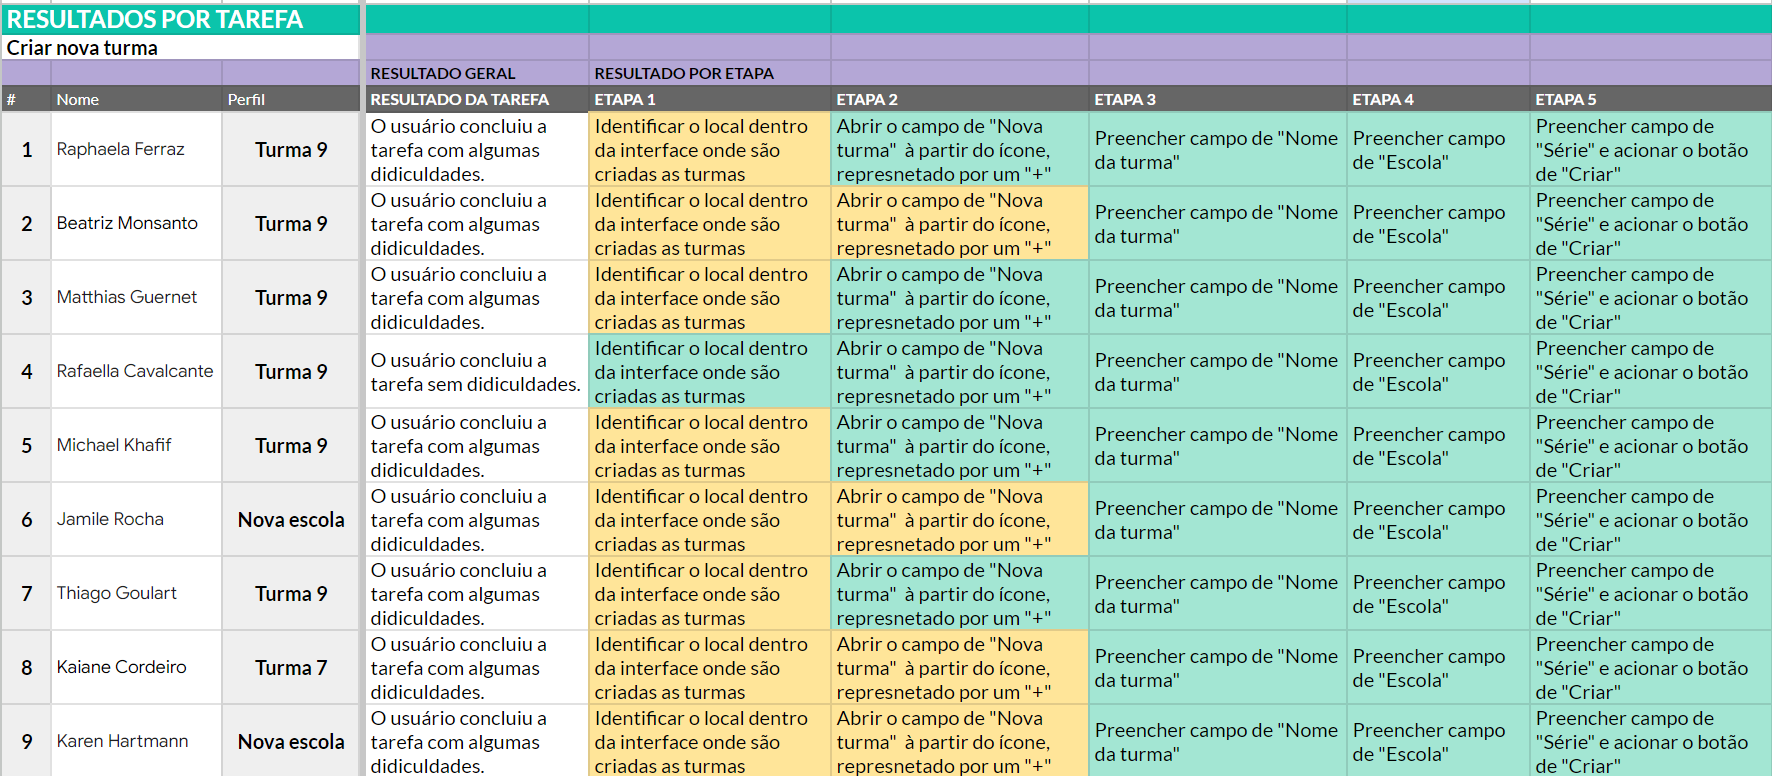 RESULTADOS POR TAREFA
Criar nova turma
RESULTADO GERAL RESULTADO POR ETAPA
# Nome Perfil RESULTADO DA TAREFA ETAPA 1 ETAPA 2 ETAPA 3 ETAPA 4 ETAPA 5
1 Raphaela Ferraz Turma 9 O usuário concluiu a tarefa com algumas didiculdades. Identificar o local dentro da interface onde são criadas as turmas Abrir o campo de "Nova turma" à partir do ícone, represnetado por um "+" Preencher campo de "Nome da turma" Preencher campo de "Escola" Preencher campo de "Série" e acionar o botão de "Criar"
2 Beatriz Monsanto Turma 9 O usuário concluiu a tarefa com algumas didiculdades. Identificar o local dentro da interface onde são criadas as turmas Abrir o campo de "Nova turma" à partir do ícone, represnetado por um "+" Preencher campo de "Nome da turma" Preencher campo de "Escola" Preencher campo de "Série" e acionar o botão de "Criar"
3 Matthias Guernet Turma 9 O usuário concluiu a tarefa com algumas didiculdades. Identificar o local dentro da interface onde são criadas as turmas Abrir o campo de "Nova turma" à partir do ícone, represnetado por um "+" Preencher campo de "Nome da turma" Preencher campo de "Escola" Preencher campo de "Série" e acionar o botão de "Criar"
4 Rafaella Cavalcante Turma 9 O usuário concluiu a tarefa sem didiculdades. Identificar o local dentro da interface onde são criadas as turmas Abrir o campo de "Nova turma" à partir do ícone, represnetado por um "+" Preencher campo de "Nome da turma" Preencher campo de "Escola" Preencher campo de "Série" e acionar o botão de "Criar"
5 Michael Khafif Turma 9 O usuário concluiu a tarefa com algumas didiculdades. Identificar o local dentro da interface onde são criadas as turmas Abrir o campo de "Nova turma" à partir do ícone, represnetado por um "+" Preencher campo de "Nome da turma" Preencher campo de "Escola" Preencher campo de "Série" e acionar o botão de "Criar"
6 Jamile Rocha Nova escola O usuário concluiu a tarefa com algumas didiculdades. Identificar o local dentro da interface onde são criadas as turmas Abrir o campo de "Nova turma" à partir do ícone, represnetado por um "+" Preencher campo de "Nome da turma" Preencher campo de "Escola" Preencher campo de "Série" e acionar o botão de "Criar"
7 Thiago Goulart Turma 9 O usuário concluiu a tarefa com algumas didiculdades. Identificar o local dentro da interface onde são criadas as turmas Abrir o campo de "Nova turma" à partir do ícone, represnetado por um "+" Preencher campo de "Nome da turma" Preencher campo de "Escola" Preencher campo de "Série" e acionar o botão de "Criar"
8 Kaiane Cordeiro Turma 7 O usuário concluiu a tarefa com algumas didiculdades. Identificar o local dentro da interface onde são criadas as turmas Abrir o campo de "Nova turma" à partir do ícone, represnetado por um "+" Preencher campo de "Nome da turma" Preencher campo de "Escola" Preencher campo de "Série" e acionar o botão de "Criar"
9 Karen Hartmann Nova escola O usuário concluiu a tarefa com algumas didiculdades. Identificar o local dentro da interface onde são criadas as turmas Abrir o campo de "Nova turma" à partir do ícone, represnetado por um "+" Preencher campo de "Nome da turma" Preencher campo de "Escola" Preencher campo de "Série" e acionar o botão de "Criar"